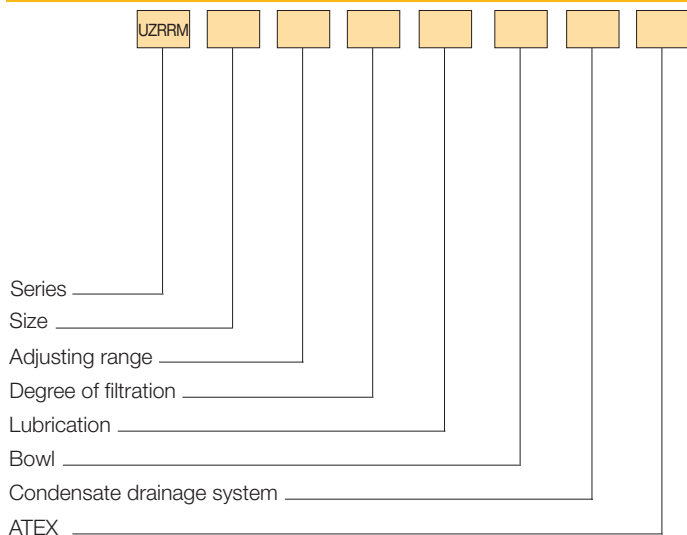 UZRRM
Series
Size
Adjusting range
Degree of filtration
Lubrication
Bowl
Condensate drainage system
ATEX